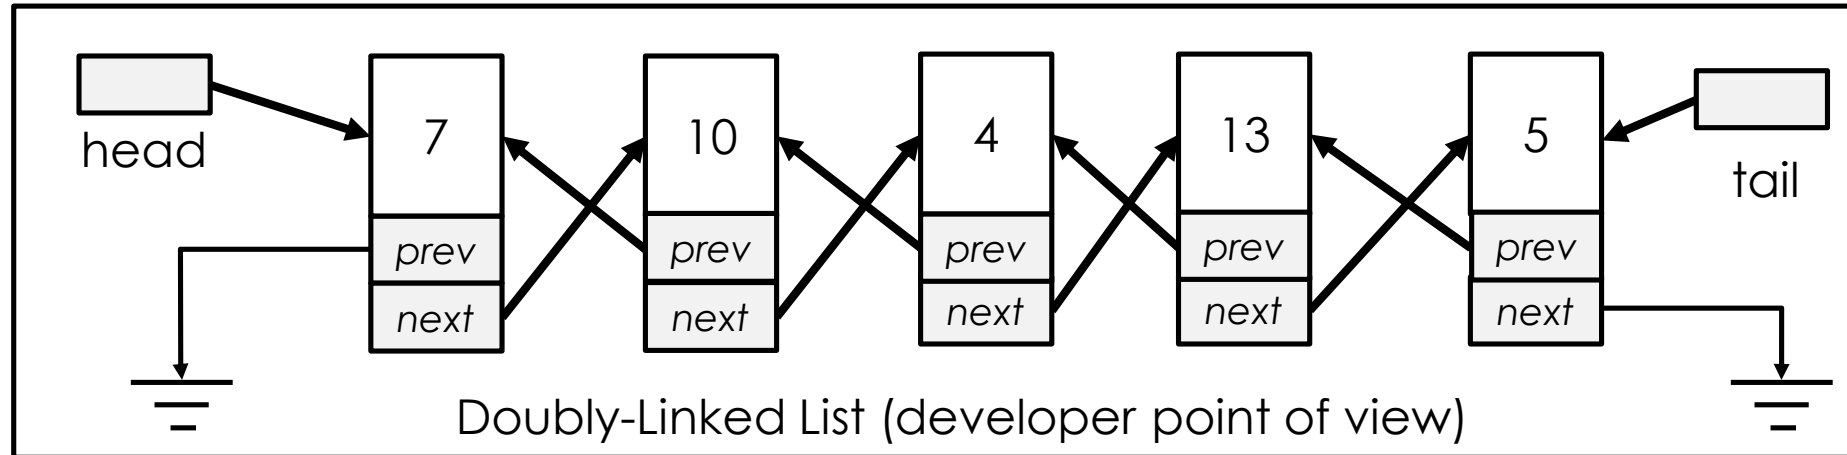 7 10 4 13 5
head tail
prev prev prev prev prev
next next next next next
Doubly-Linked List (developer point of view)